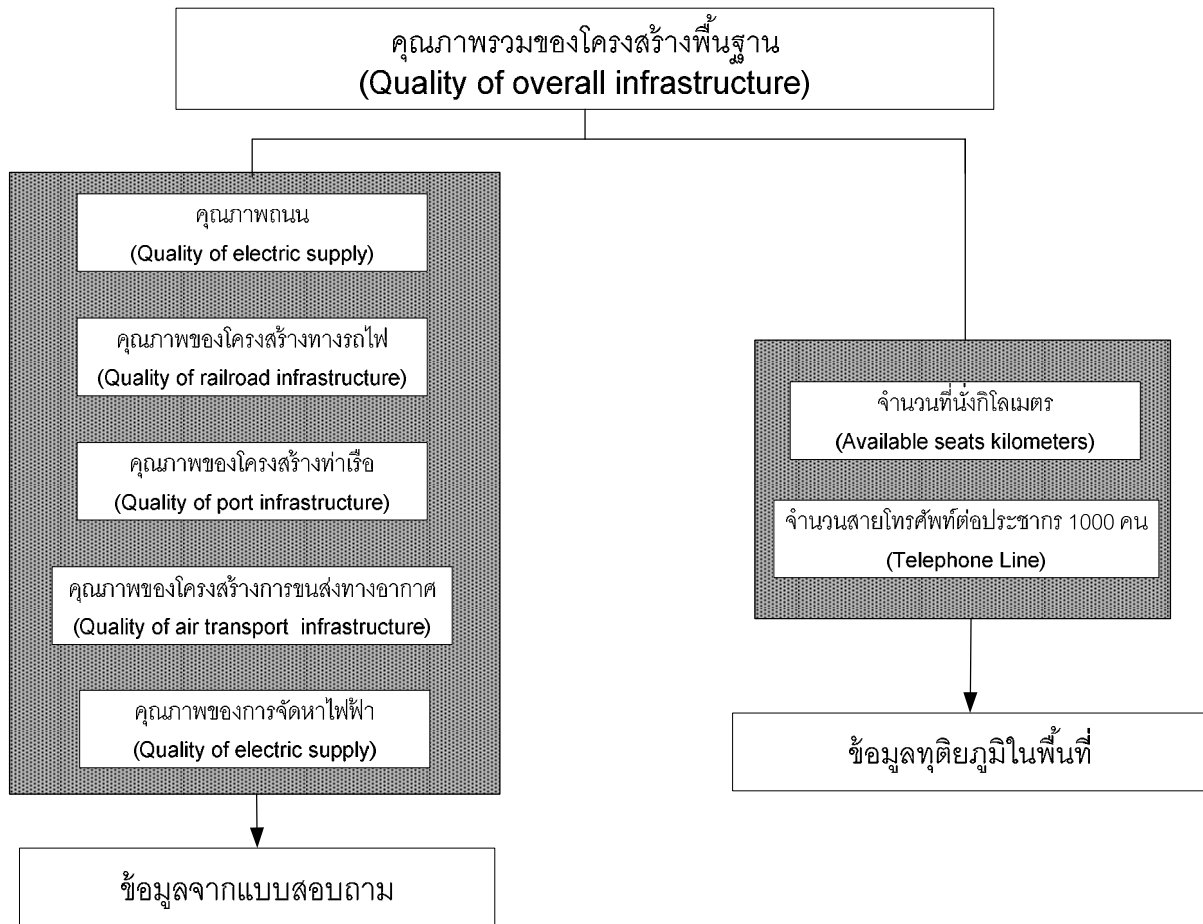 คุณภาพรวมของโครงสร้างพื้นฐาน
(Quality of overall infrastructure)
คุณภาพถนน
(Quality of electric supply)
คุณภาพของโครงสร้างทางรถไฟ
(Quality of railroad infrastructure)
คุณภาพของโครงสร้างท่าเรือ
(Quality of port infrastructure)
คุณภาพของโครงสร้างการขนส่งทางอากาศ
(Quality of air transport infrastructure)
คุณภาพของการจัดหาไฟฟ้า
(Quality of electric supply)
ข้อมูลจากแบบสอบถาม
จำนวนที่นั่งกิโลเมตร
(Available seats kilometers)
จำนวนสายโทรศัพท์ต่อประชากร 1000 คน
(Telephone Line)
ข้อมูลทุติยภูมิในพื้นที่